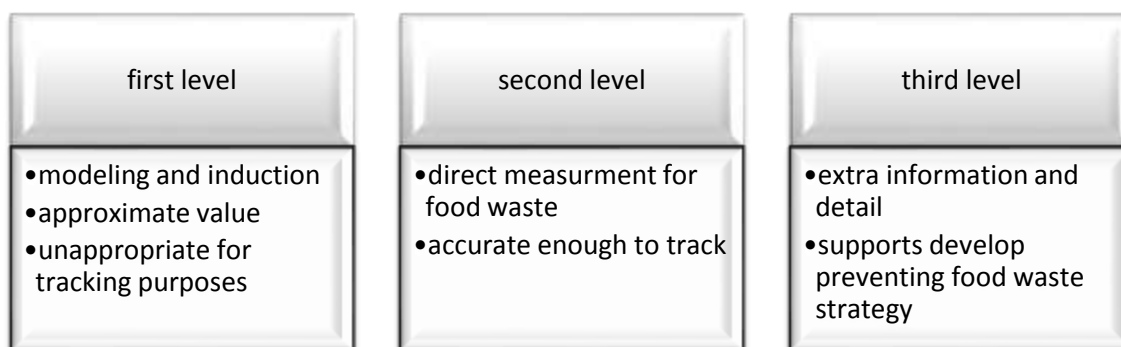 first level
•modeling and induction
•approximate value
•unappropriate for
tracking purposes
second level
•direct measurment for
food waste
•accurate enough to track
third level
•extra information and
detail
•supports develop
preventing food waste
strategy